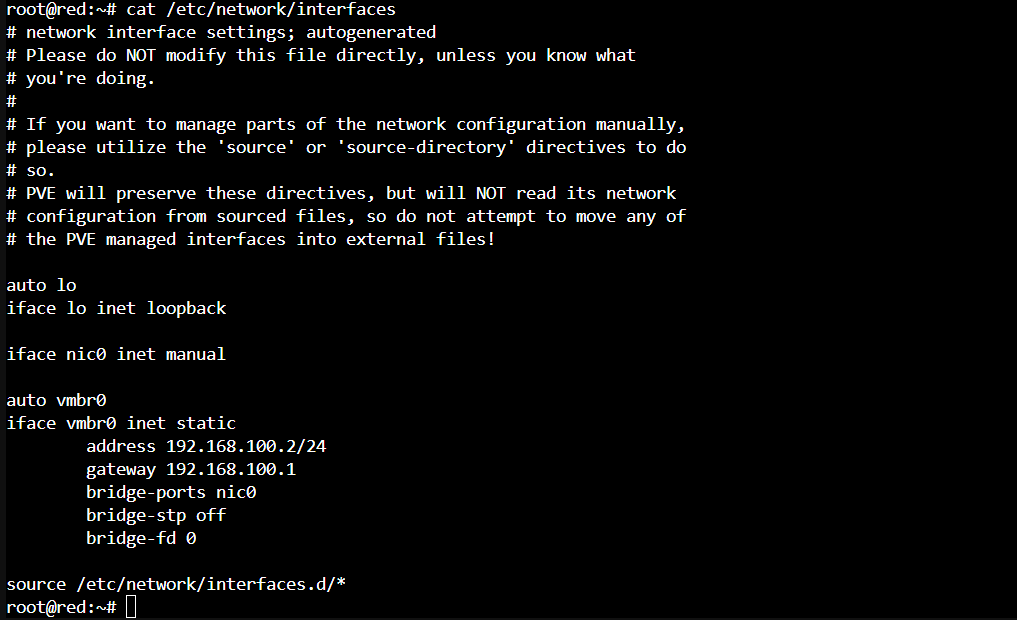 root@red:~# cat /etc/network/interfaces
# network interface settings; autogenerated
# Please do NOT modify this file directly, unless you know what
# you're doing.
#
# If you want to manage parts of the network configuration manually,
# please utilize the 'source' or 'source-directory' directives to do
# so.
# PVE will preserve these directives, but will NOT read its network
# configuration from sourced files, so do not attempt to move any of
# the PVE managed interfaces into external files!

auto lo
iface lo inet loopback

iface nic0 inet manual

auto vmbr0
iface vmbr0 inet static
        address 192.168.100.2/24
        gateway 192.168.100.1
        bridge-ports nic0
        bridge-stp off
        bridge-fd 0

source /etc/network/interfaces.d/*
root@red:~#